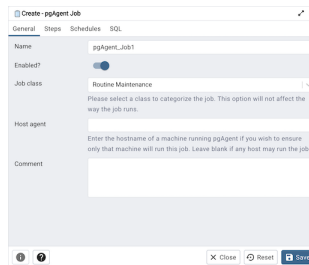 Create - pgAgent Job
General Steps Schedules SQL
Name pgAgent_Job1
Enabled?
Job class Routine Maintenance
Please select a class to categorize the job. This option will not affect the
way the job runs.
Host agent
Enter the hostname of a machine running pgAgent if you wish to ensure
only that machine will run this job. Leave blank if any host may run the job
Comment
Close Reset Save